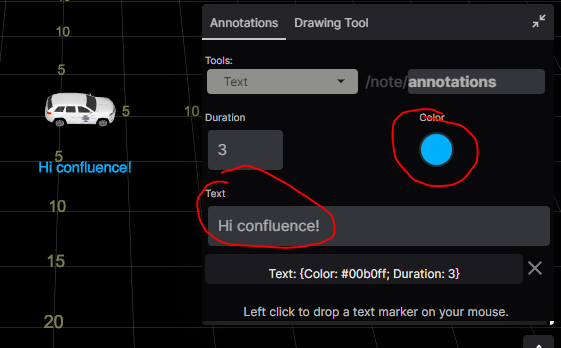 Annotations Drawing Tool
Tools:
Text /note/annotations
Duration Color
3
Text
Hi confluence!
Text: {Color: #00b0ff; Duration: 3}
Left click to drop a text marker on your mouse.
10
5
5 10
5
Hi confluence!
10
15
20